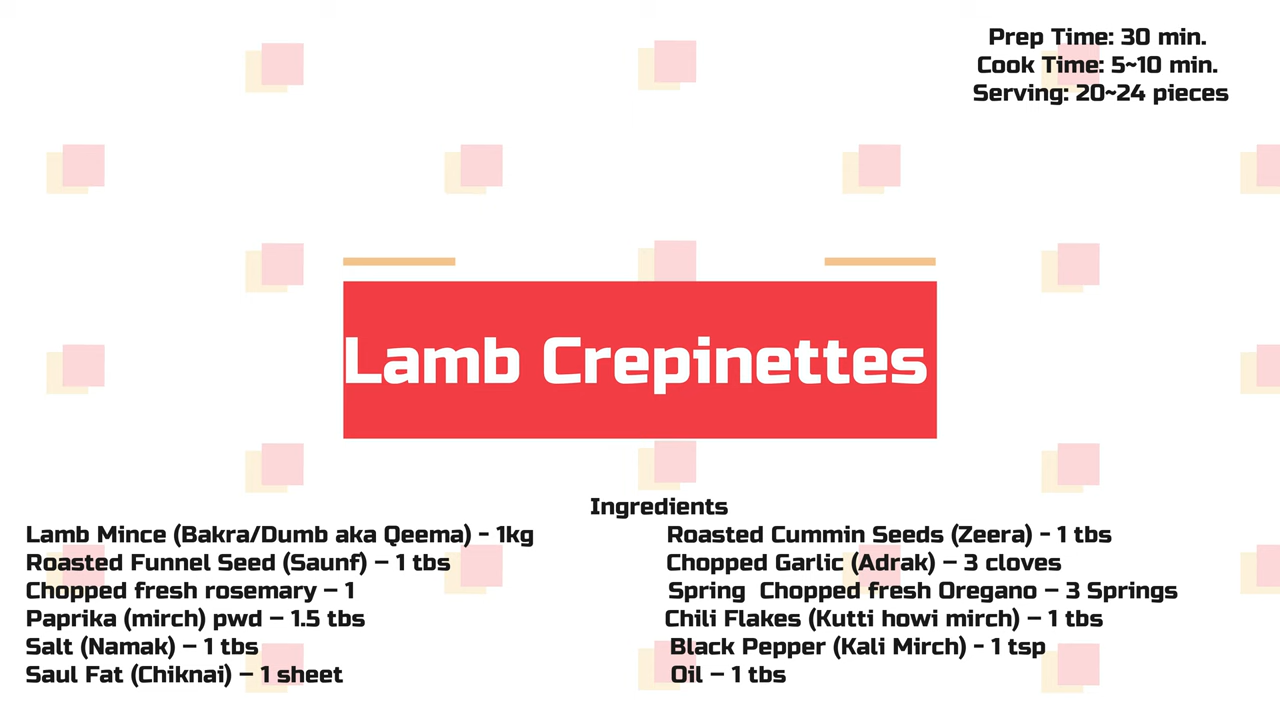 Prep Time: 30 min.
Cook Time: 5~10 min.
Serving: 20~24 pieces
Lamb Crepinettes
Ingredients
Lamb Mince (Bakra/Dumb aka Qeema) - 1kg
Roasted Funnel Seed (Saunf) – 1 tbs
Chopped fresh rosemary – 1
Paprika (mirch) pwd – 1.5 tbs
Salt (Namak) – 1 tbs
Saul Fat (Chiknai) – 1 sheet
Roasted Cummin Seeds (Zeera) - 1 tbs
Chopped Garlic (Adrak) – 3 cloves
Spring  Chopped fresh Oregano – 3 Springs
Chili Flakes (Kutti howi mirch) – 1 tbs
Black Pepper (Kali Mirch) - 1 tsp
Oil – 1 tbs